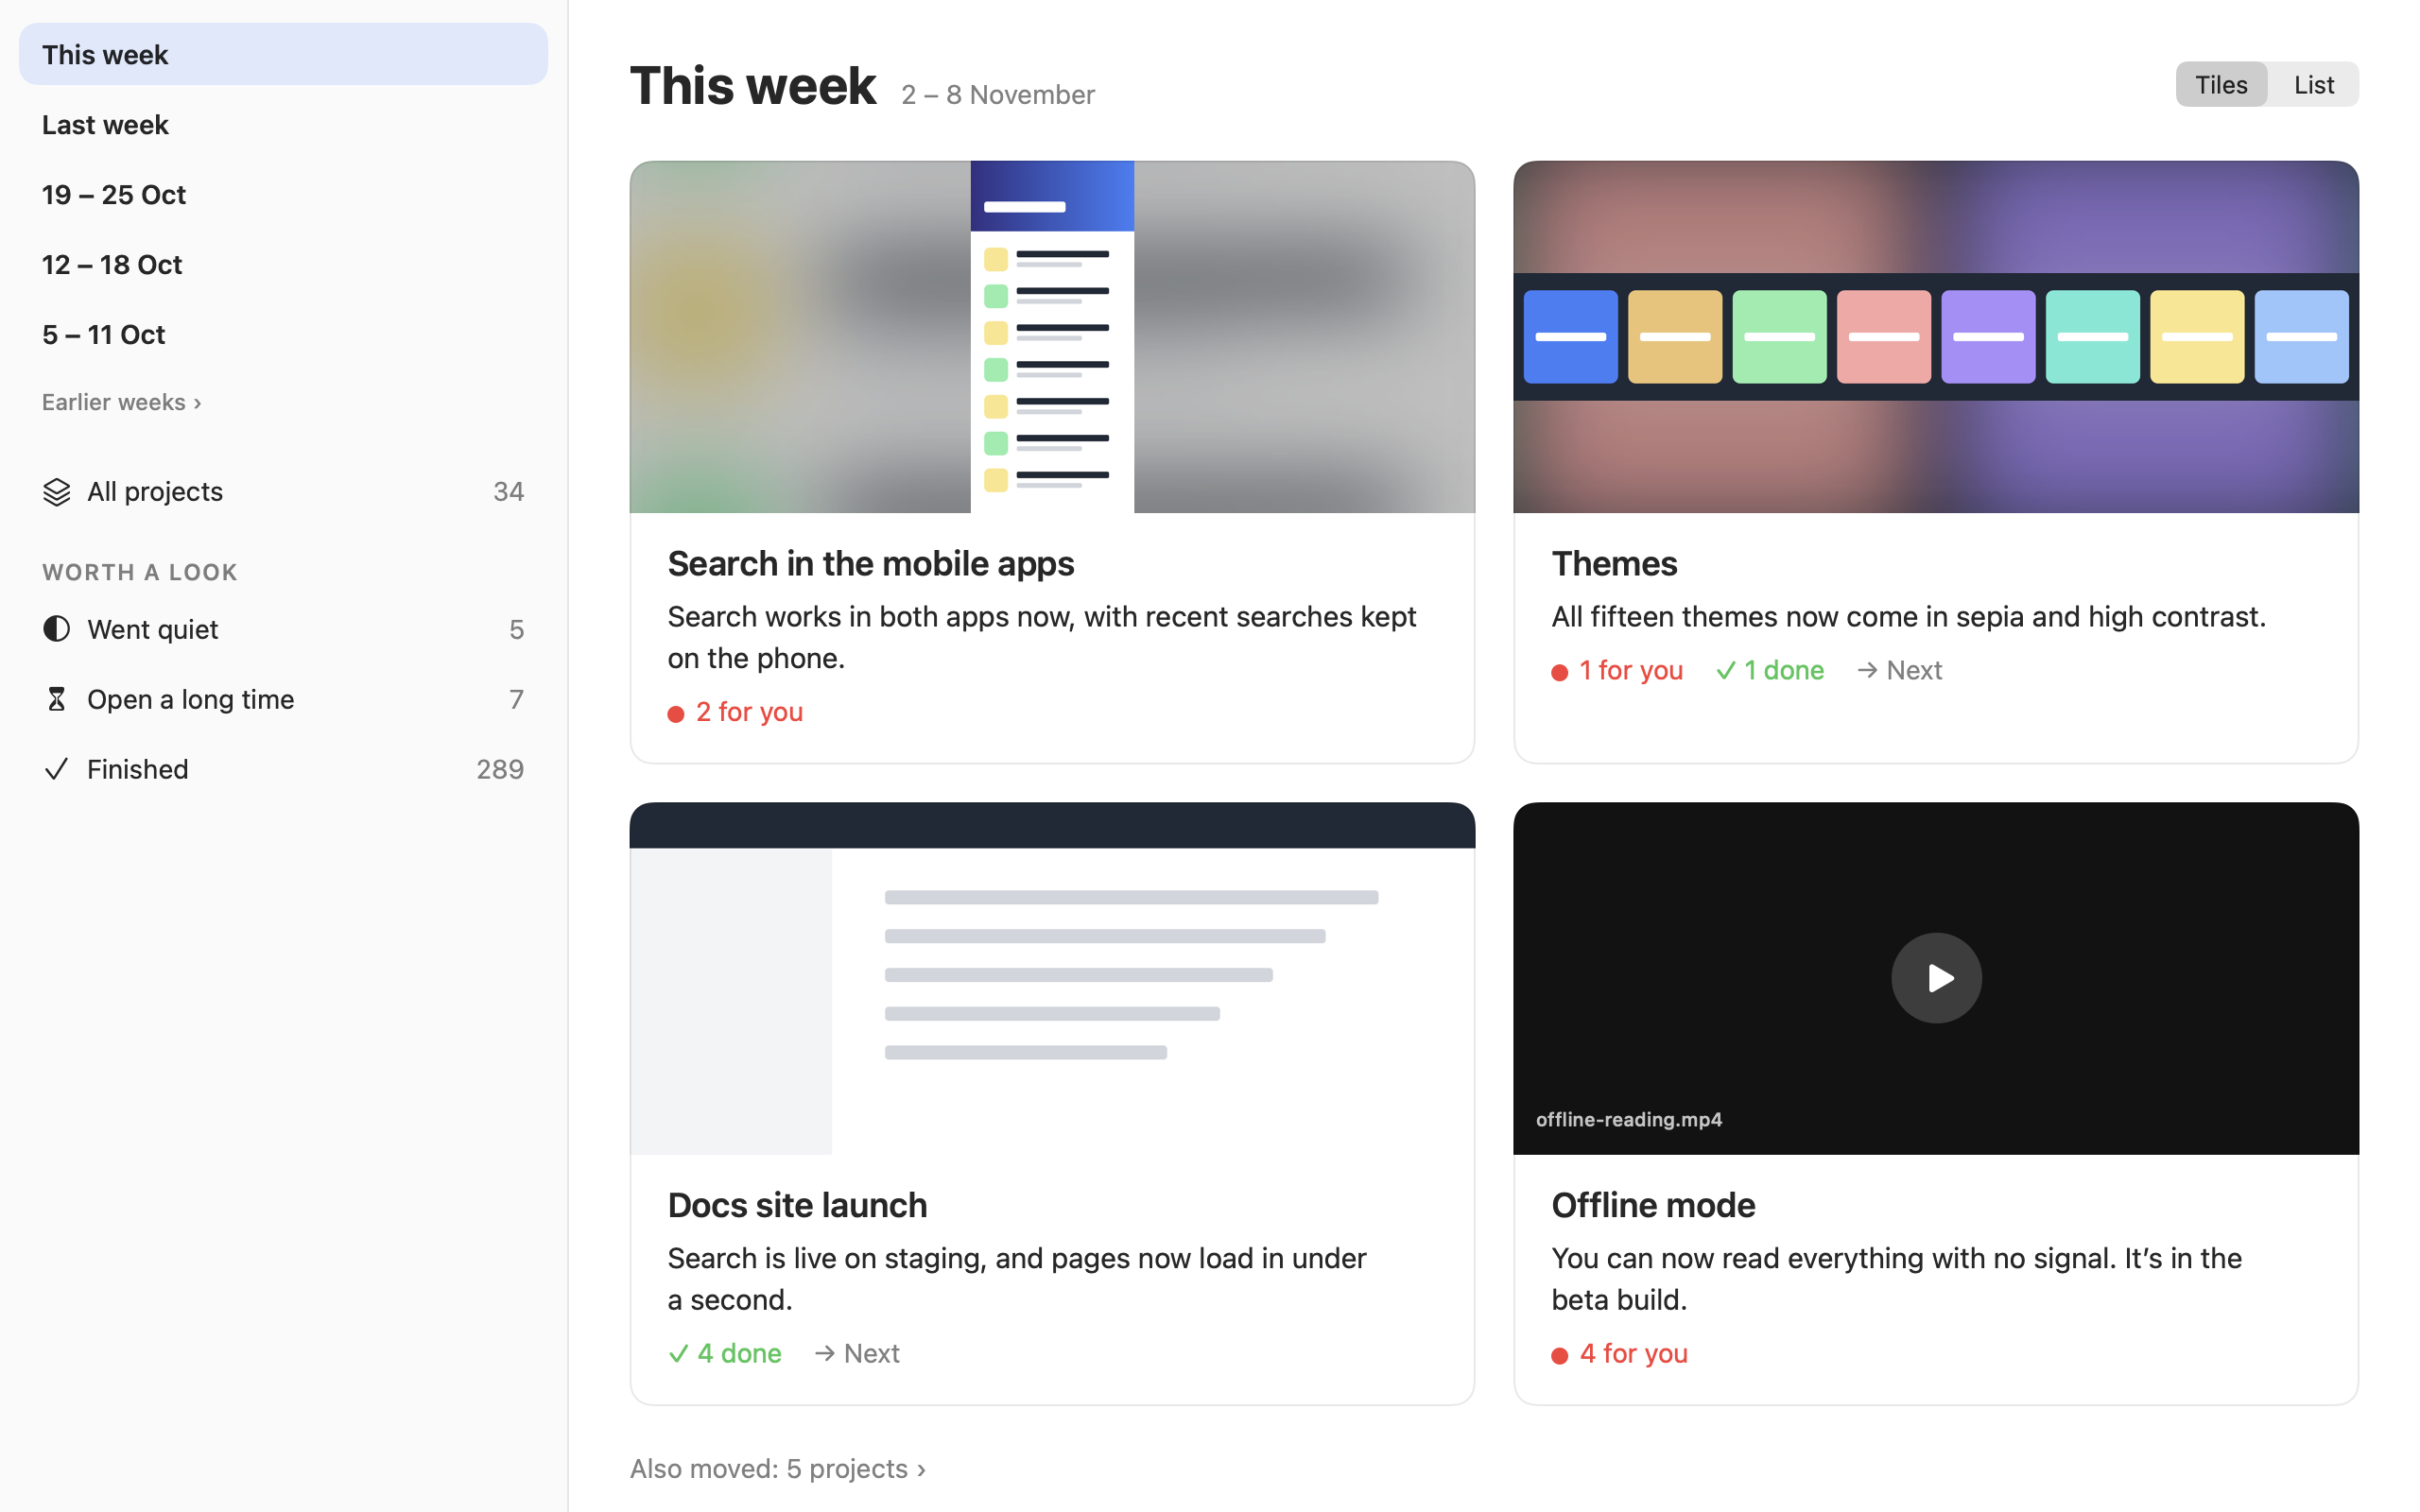 This week
Last week
19 – 25 Oct
12 – 18 Oct
5 – 11 Oct
Earlier weeks ›
All projects 34
WORTH A LOOK
Went quiet 5
Open a long time 7
Finished 289
This week 2 – 8 November
Tiles List
Search in the mobile apps
Search works in both apps now, with recent searches kept
on the phone.
2 for you
Themes
All fifteen themes now come in sepia and high contrast.
1 for you ✓ 1 done → Next
Docs site launch
Search is live on staging, and pages now load in under
a second.
✓ 4 done → Next
offline-reading.mp4
Offline mode
You can now read everything with no signal. It’s in the
beta build.
4 for you
Also moved: 5 projects ›